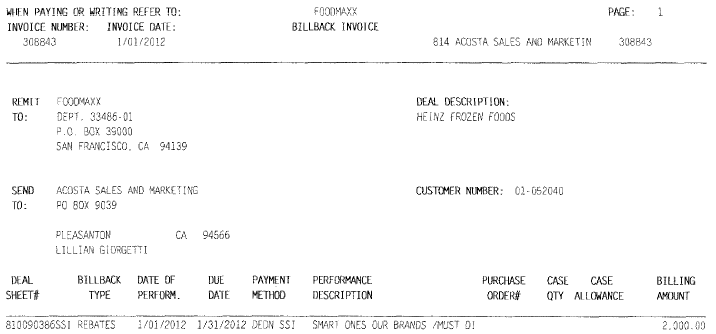 WHEN PAYING OR WRITING REFER TO: FOODMAXX PAGE: 1
INVOICE NUMBER: INVOICE DATE: BILLBACK INVOICE
308843 1/01/2012 814 ACOSTA SALES AND MARKETIN 308843
REMIT FOODMAXX DEAL DESCRIPTION:
TO: DEPT. 33486-01 HEINZ FROZEN FOODS
P.O. BOX 39000
SAN FRANCISCO, CA 94139
SEND ACOSTA SALES AND MARKETING CUSTOMER NUMBER: 01-052040
TO: PO BOX 9039
PLEASANTON CA 94566
LILLIAN GIORGETTI
DEAL BILLBACK DATE OF DUE PAYMENT PERFORMANCE PURCHASE CASE CASE BILLING
SHEET# TYPE PERFORM. DATE METHOD DESCRIPTION ORDER# QTY ALLOWANCE AMOUNT
810090386SSI REBATES 1/01/2012 1/31/2012 DEDN SSI SMART ONES OUR BRANDS /MUST DI 2,000.00